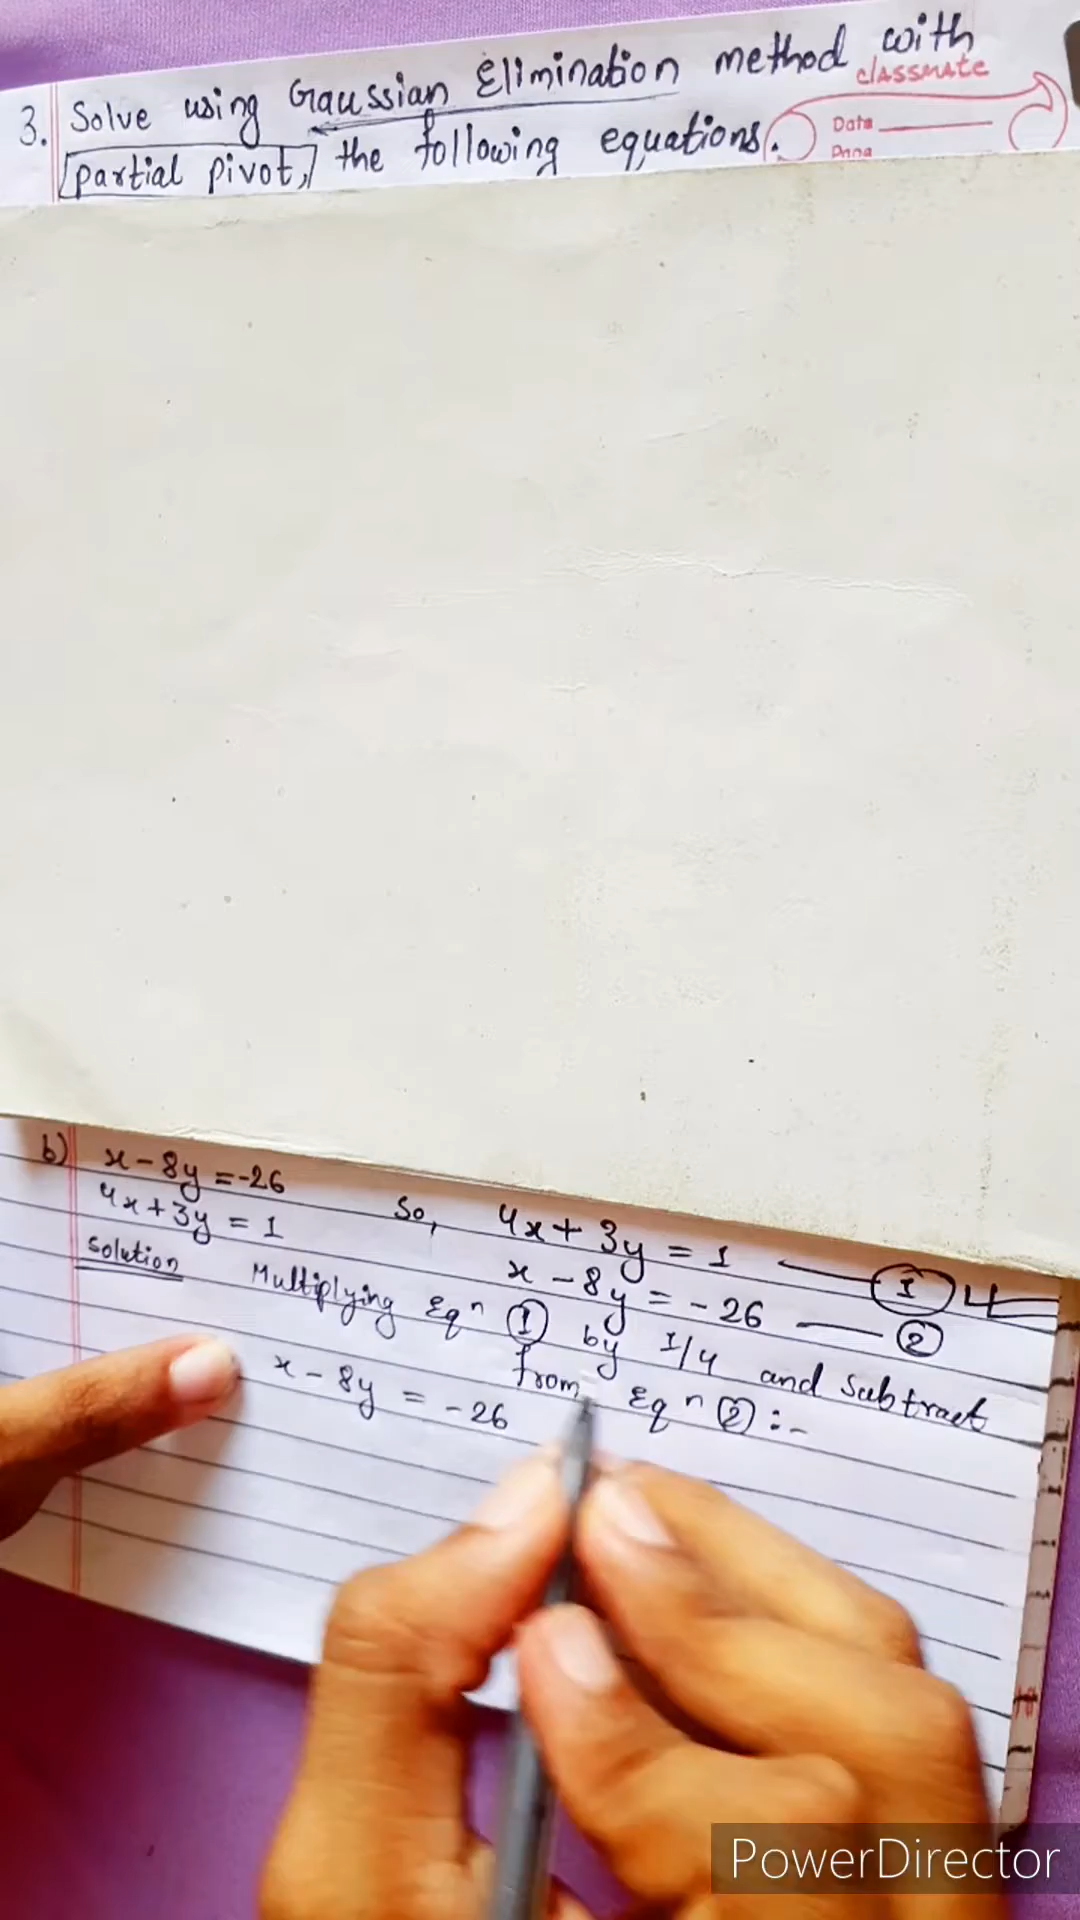 3. Solve using Gaussian Elimination method with
classmate
Date
Page
partial pivot, the following equations.
b) x - 8y = -26
4x + 3y = 1
So, 4x + 3y = 1 —— 1
x - 8y = -26 —— 2
Solution
Multiplying Eqn 1 by 1/4 and Subtract
from Eqn 2 :-
x - 8y = -26
PowerDirector